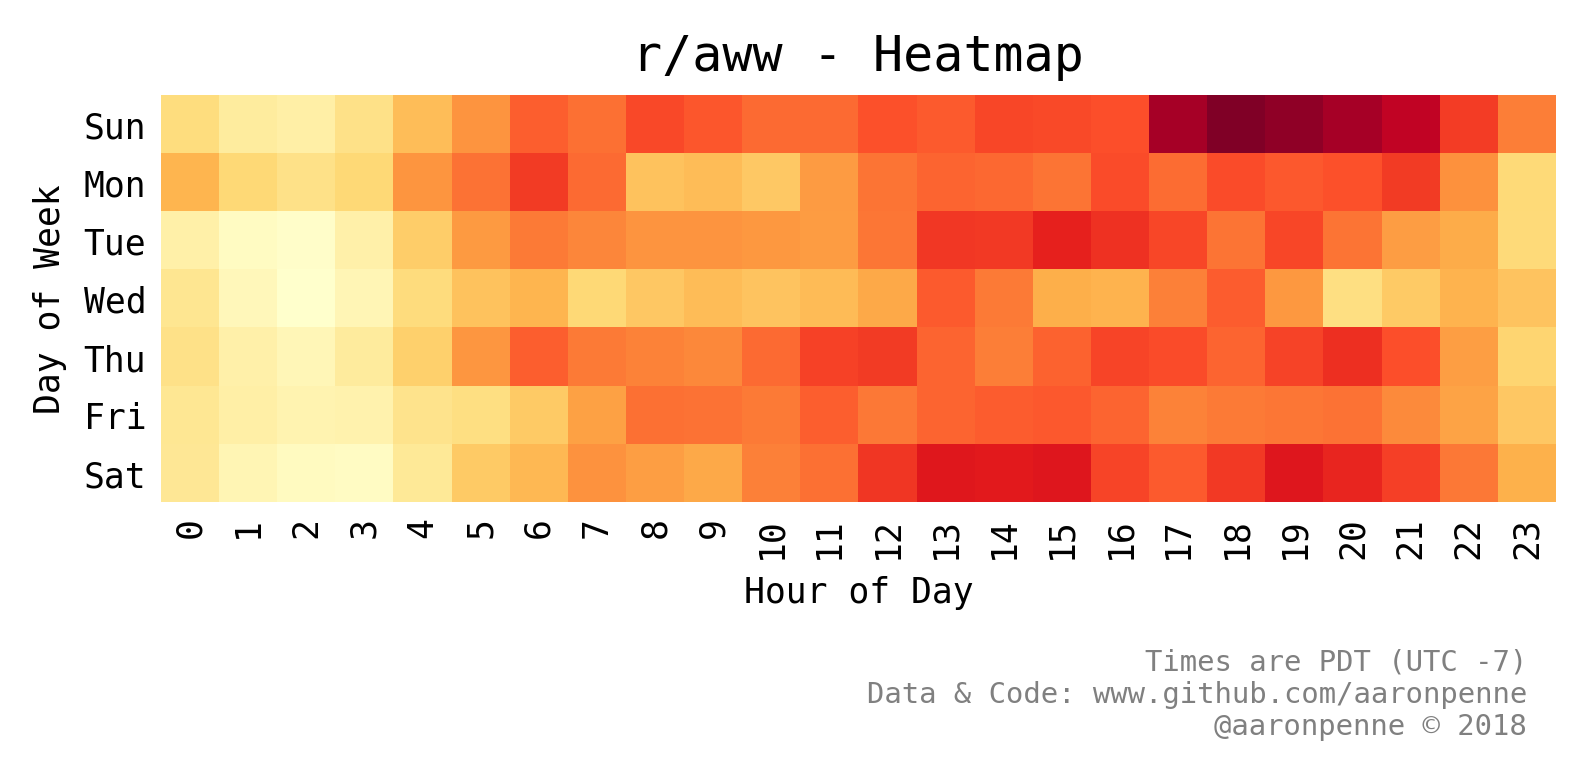 r/aww - Heatmap
Day of Week
Sun
Mon
Tue
Wed
Thu
Fri
Sat
0 1 2 3 4 5 6 7 8 9 10 11 12 13 14 15 16 17 18 19 20 21 22 23
Hour of Day
Times are PDT (UTC -7)
Data & Code: www.github.com/aaronpenne
@aaronpenne © 2018